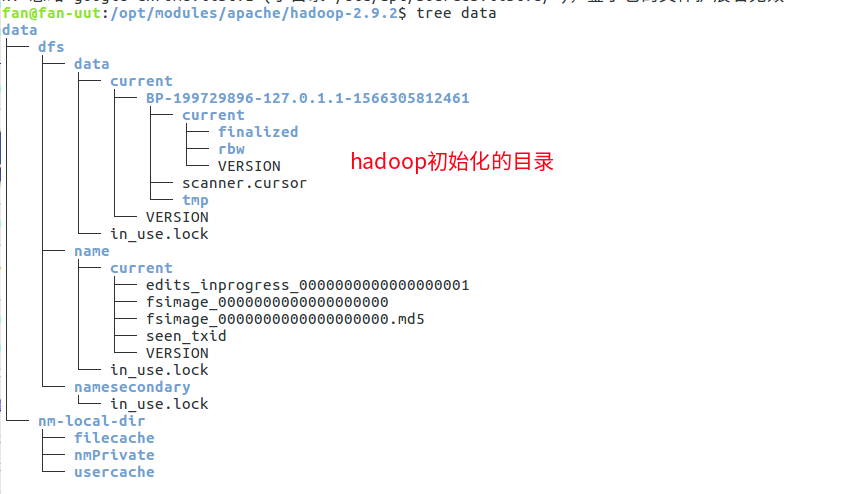 fan@fan-uut:/opt/modules/apache/hadoop-2.9.2$ tree data
data
├── dfs
│   ├── data
│   │   ├── current
│   │   │   ├── BP-199729896-127.0.1.1-1566305812461
│   │   │   │   ├── current
│   │   │   │   │   ├── finalized
│   │   │   │   │   ├── rbw
│   │   │   │   │   └── VERSION
hadoop初始化的目录
│   │   │   │   ├── scanner.cursor
│   │   │   │   └── tmp
│   │   │   └── VERSION
│   │   └── in_use.lock
│   ├── name
│   │   ├── current
│   │   │   ├── edits_inprogress_0000000000000000001
│   │   │   ├── fsimage_0000000000000000000
│   │   │   ├── fsimage_0000000000000000000.md5
│   │   │   ├── seen_txid
│   │   │   └── VERSION
│   │   └── in_use.lock
│   └── namesecondary
│       └── in_use.lock
└── nm-local-dir
    ├── filecache
    ├── nmPrivate
    └── usercache